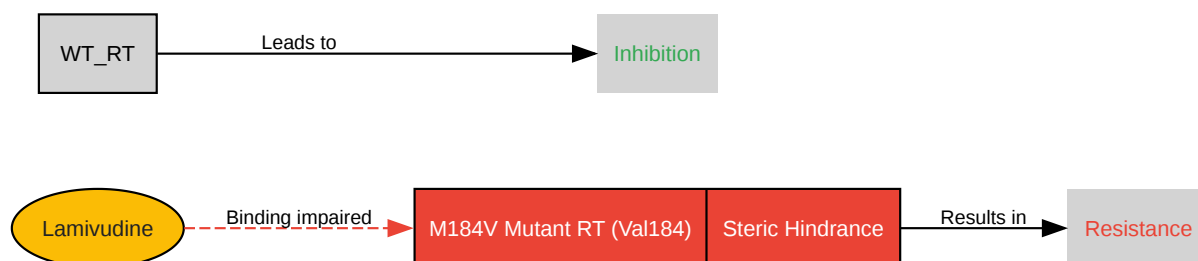 WT_RT
Leads to
Inhibition
Lamivudine
Binding impaired
M184V Mutant RT (Val184)
Steric Hindrance
Results in
Resistance